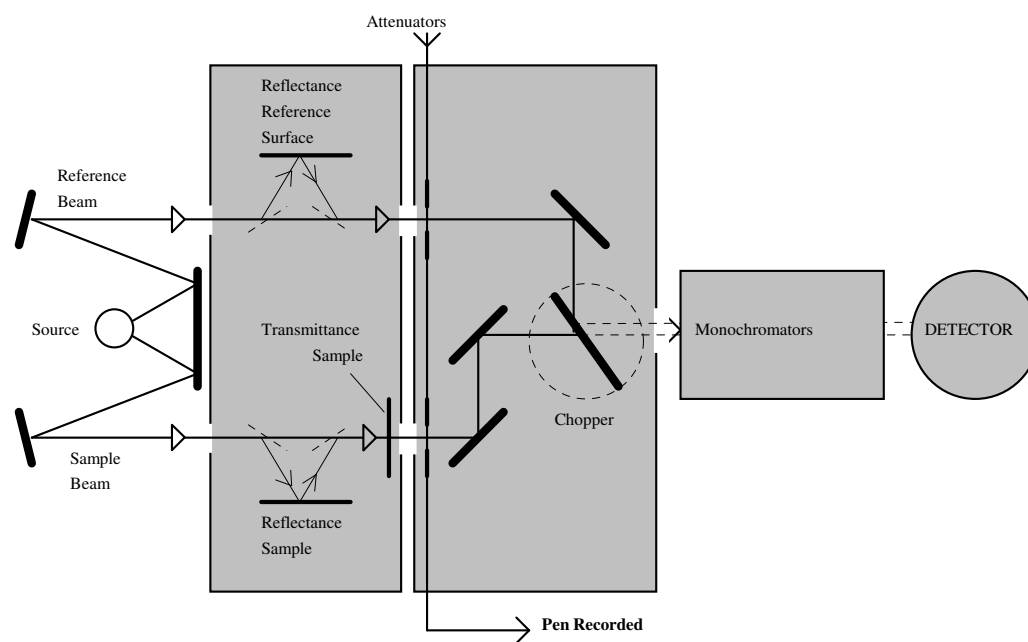 Attenuators
Reflectance
Reference
Surface
Reference
Beam
Source
Transmittance
Sample
Monochromators
DETECTOR
Chopper
Sample
Beam
Reflectance
Sample
Pen Recorded